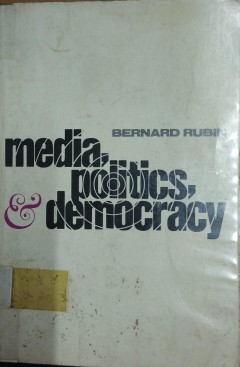 BERNARD RUBIN
media,
politics,
& democracy